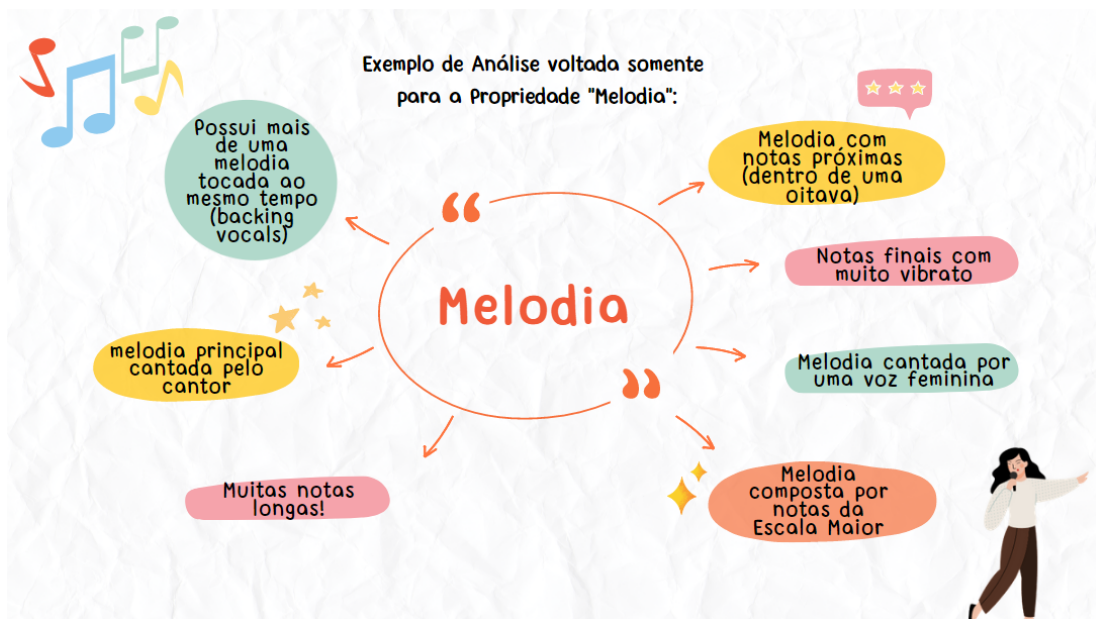 Exemplo de Análise voltada somente
para a Propriedade "Melodia":
Possui mais
de uma
melodia
tocada ao
mesmo tempo
(backing
vocals)
Melodia com
notas próximas
(dentro de uma
oitava)
Notas finais com
muito vibrato
Melodia
melodia principal
cantada pelo
cantor
Melodia cantada por
uma voz feminina
Muitas notas
longas!
Melodia
composta por
notas da
Escala Maior